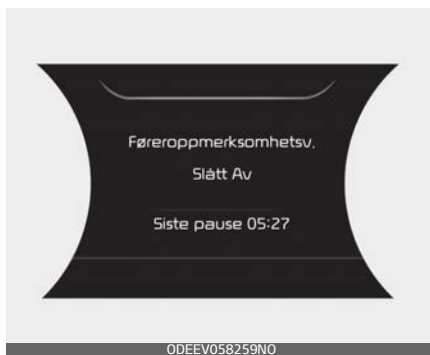 Føreroppmerksomhetsv.
Slått Av
Siste pause 05:27
ODEEV058259NO